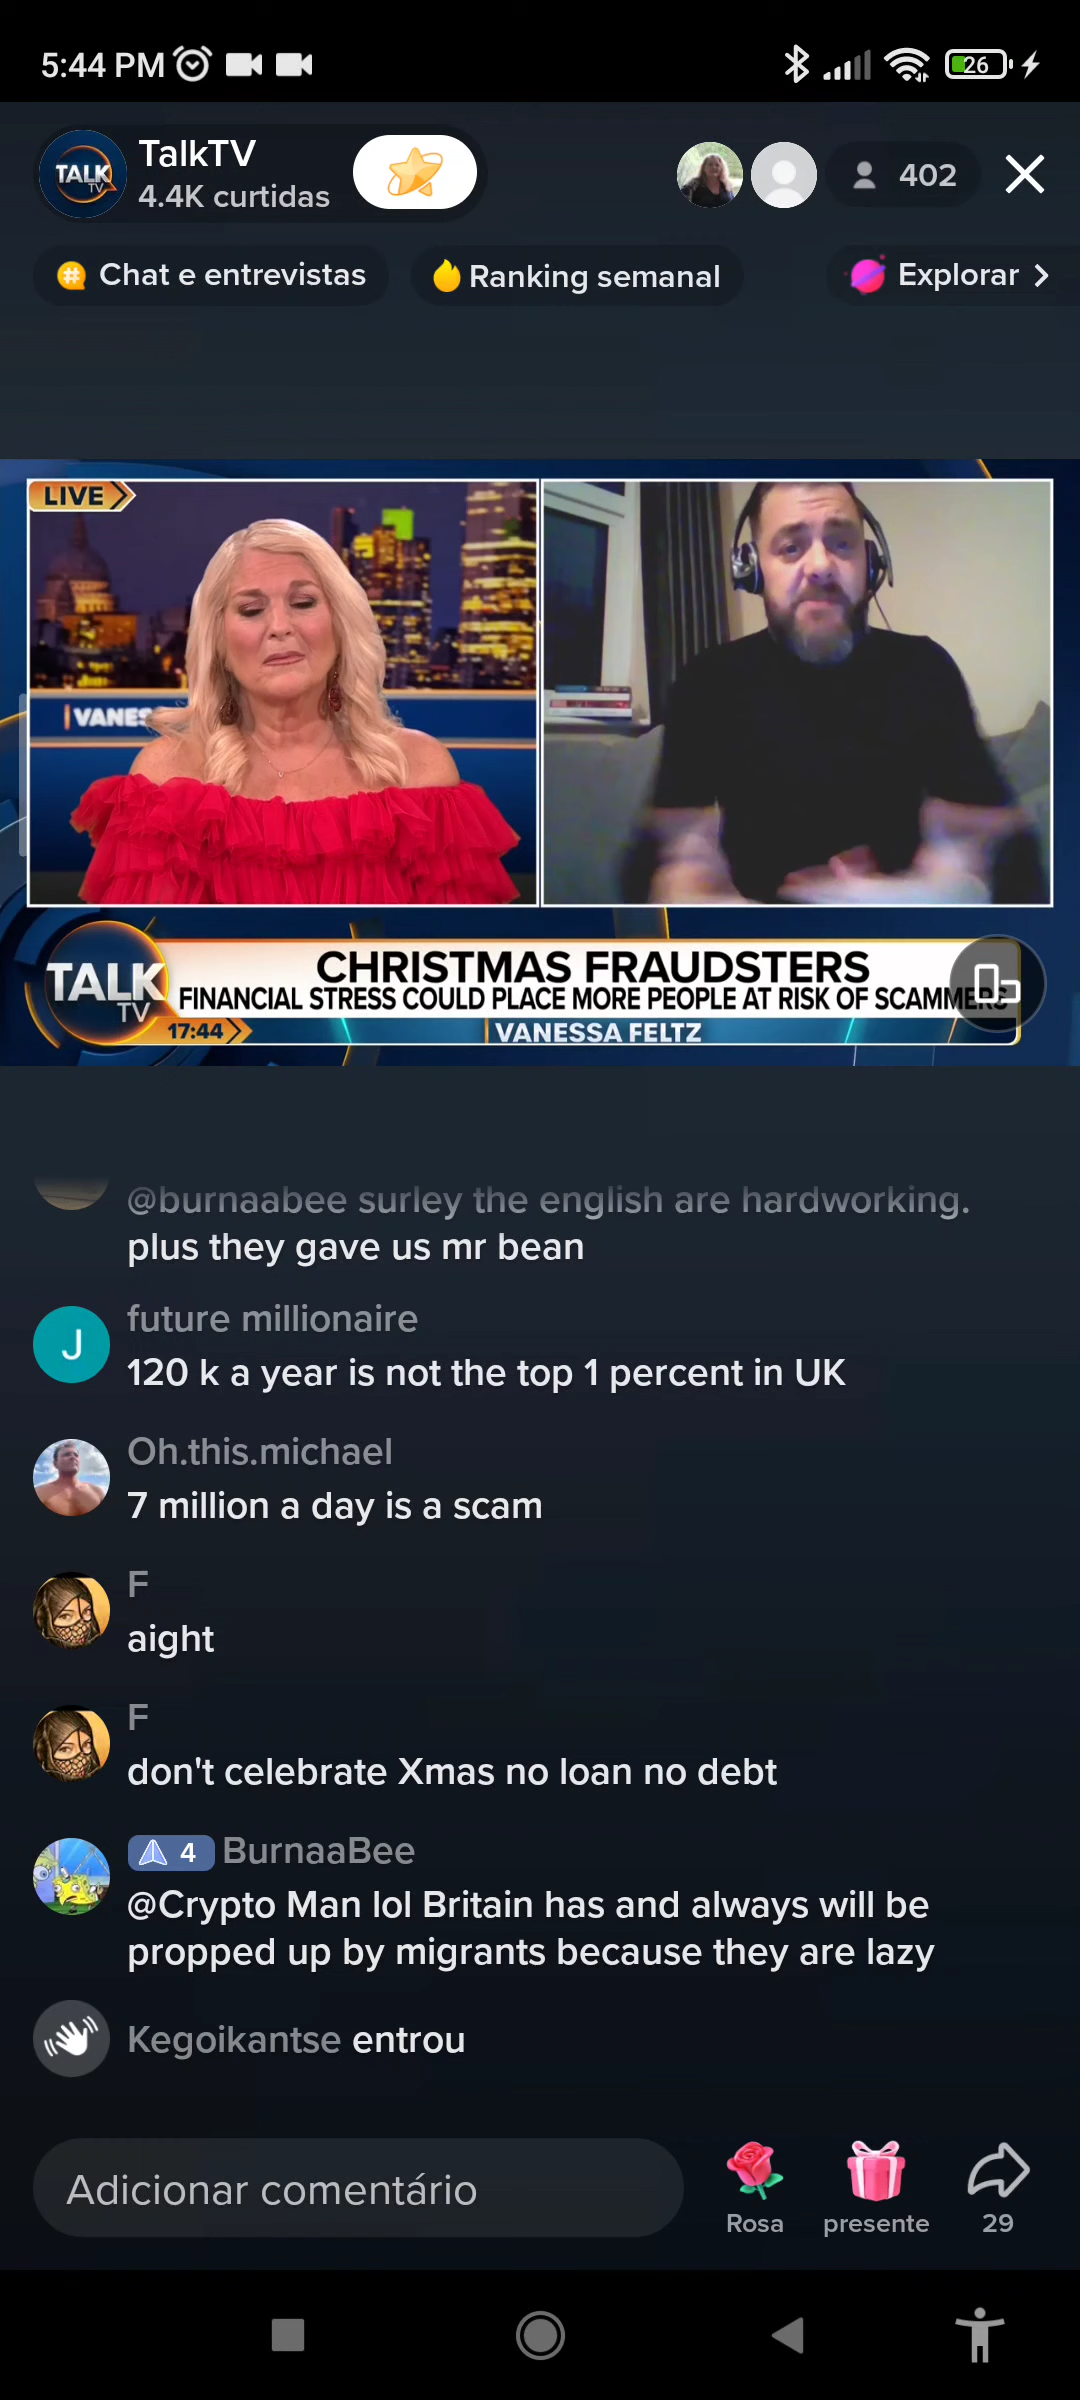 5:44 PM
26
TALK
TV
TalkTV
4.4K curtidas
402
Chat e entrevistas
Ranking semanal
Explorar
LIVE
VANES
CHRISTMAS FRAUDSTERS
FINANCIAL STRESS COULD PLACE MORE PEOPLE AT RISK OF SCAMMERS
TALK
TV
17:44
VANESSA FELTZ
@burnaabee surley the english are hardworking.
plus they gave us mr bean
J
future millionaire
120 k a year is not the top 1 percent in UK
Oh.this.michael
7 million a day is a scam
F
aight
F
don't celebrate Xmas no loan no debt
4 BurnaaBee
@Crypto Man lol Britain has and always will be
propped up by migrants because they are lazy
Kegoikantse entrou
Adicionar comentário
Rosa
presente
29